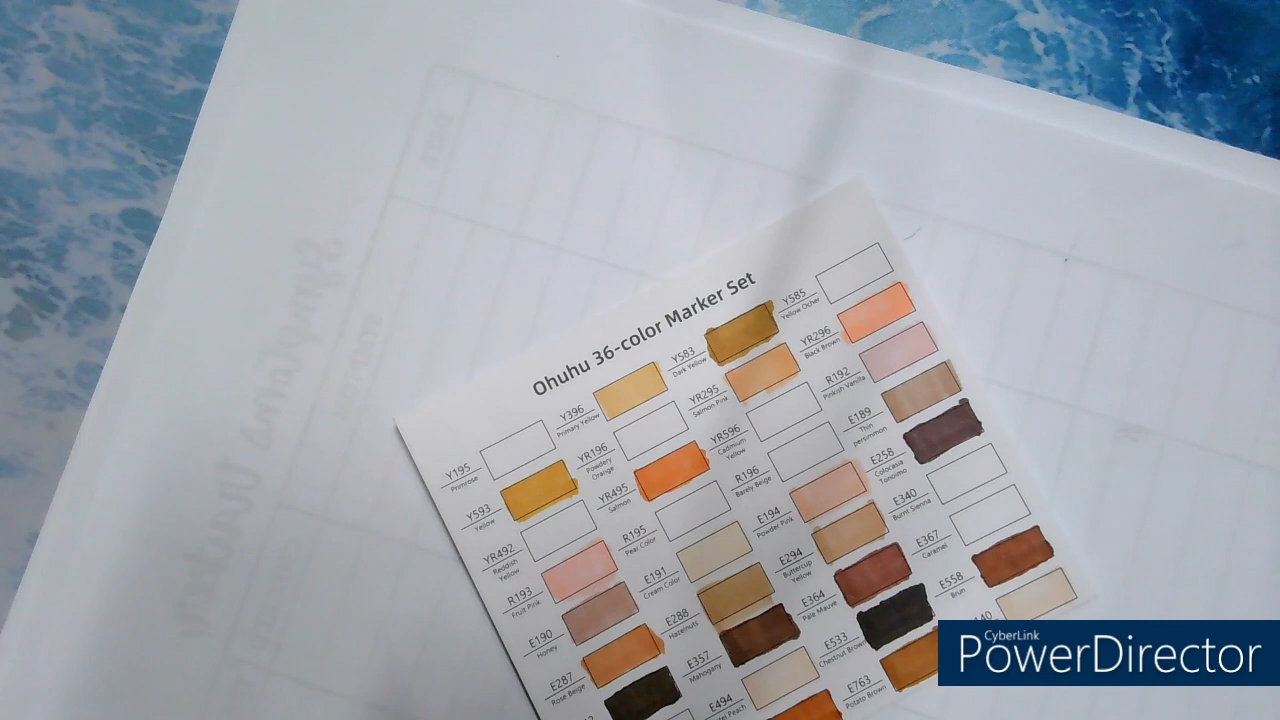 Ohuhu 36-color Marker Set
Y195
Primrose
Y396
Primary Yellow
Y583
Dark Yellow
Y585
Yellow Ocher
Y593
Yellow
YR196
Powdery
Orange
YR295
Salmon Pink
YR296
Black Brown
YR492
Reddish
Yellow
YR495
Salmon
YR596
Cadmium
Yellow
R192
Pinkish Vanilla
R193
Fruit Pink
R195
Pear Color
R196
Barely Beige
E189
Thin
persimmon
E190
Honey
E191
Cream Color
E194
Powder Pink
E258
Colocasia
Tonoimo
E287
Rose Beige
E288
Hazelnuts
E294
Buttercup
Yellow
E340
Burnt Sienna
E357
Mahogany
E364
Pale Mauve
E367
Caramel
E494
E533
Chestnut Brown
E558
Brun
E763
Potato Brown
CyberLink
PowerDirector